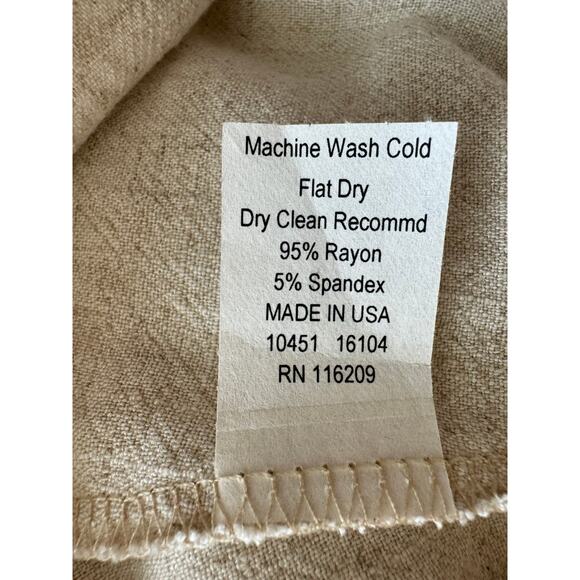 Machine Wash Cold
Flat Dry
Dry Clean Recommd
95% Rayon
5% Spandex
MADE IN USA
10451 16104
RN 116209